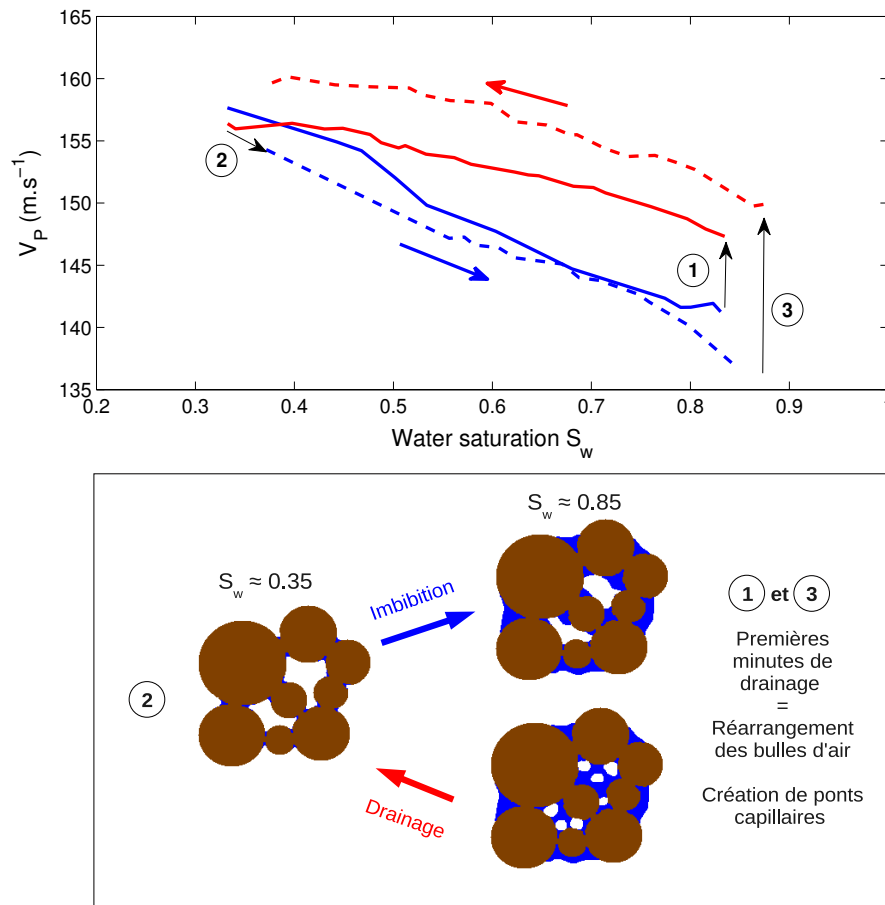 165
160
155
150
145
140
135
V_P (m.s⁻¹)
2
1
3
0.2 0.3 0.4 0.5 0.6 0.7 0.8 0.9 1
Water saturation S_w
S_w ≈ 0.85
S_w ≈ 0.35
Imbibition
1 et 3
Premières
minutes de
drainage
=
Réarrangement
des bulles d'air
Création de ponts
capillaires
2
Drainage